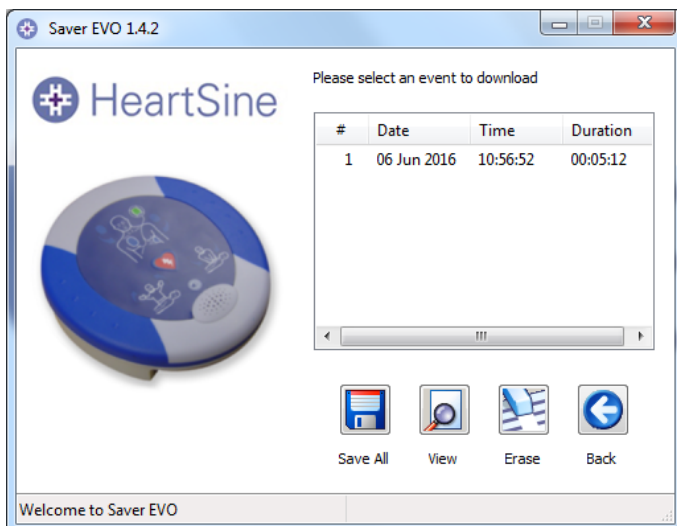 Saver EVO 1.4.2
HeartSine
Please select an event to download
# Date Time Duration
1 06 Jun 2016 10:56:52 00:05:12
Save All View Erase Back
Welcome to Saver EVO